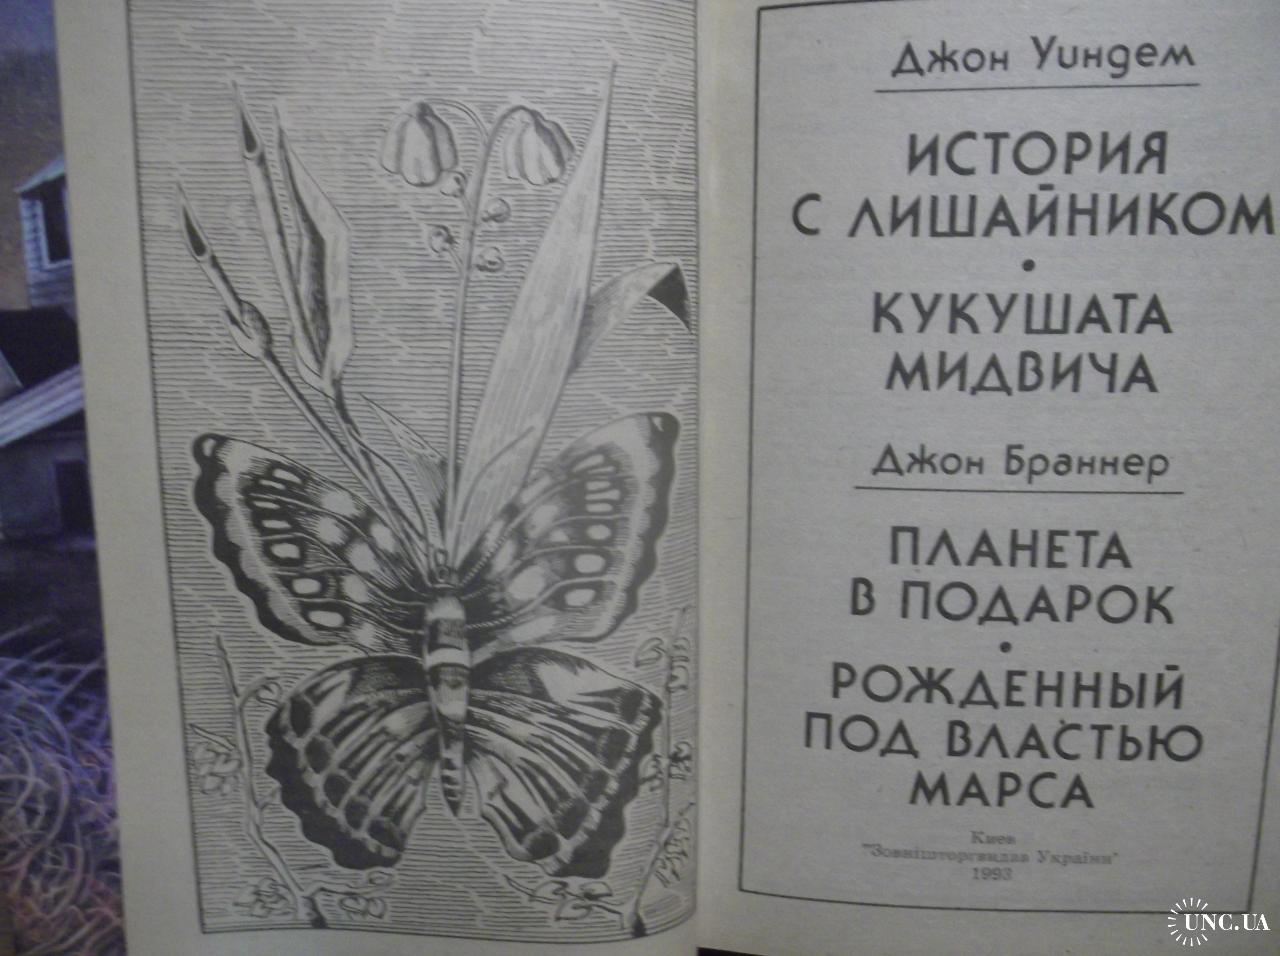 Джон Уиндем
ИСТОРИЯ
С ЛИШАЙНИКОМ
•
КУКУШАТА
МИДВИЧА
Джон Браннер
ПЛАНЕТА
В ПОДАРОК
•
РОЖДЕННЫЙ
ПОД ВЛАСТЬЮ
МАРСА
Киев
"Зовнішторгвидав України"
1993
UNC.UA